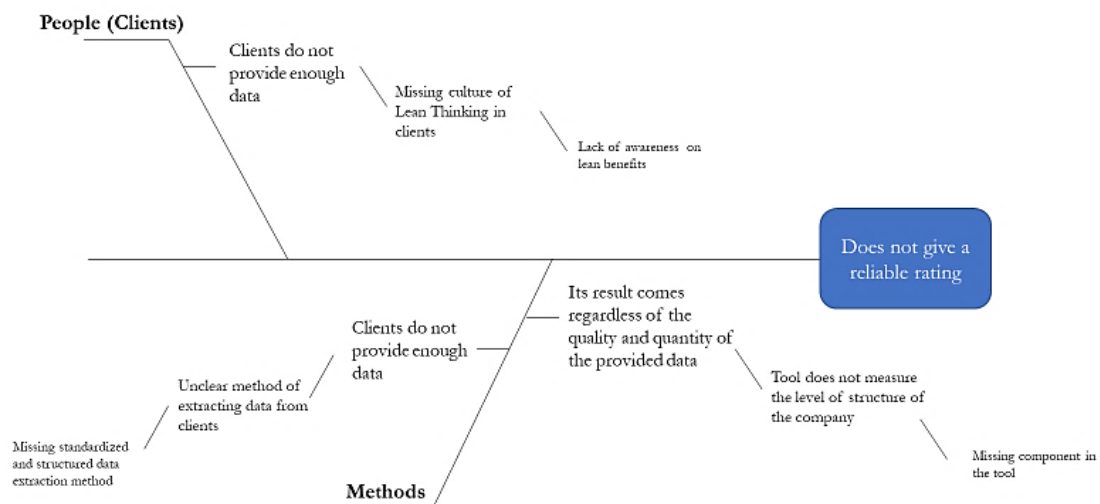 People (Clients)
Clients do not
provide enough
data
Missing culture of
Lean Thinking in
clients
Lack of awareness on
lean benefits
Does not give a
reliable rating
Its result comes
regardless of the
quality and quantity of
the provided data
Clients do not
provide enough
data
Tool does not measure
the level of structure of
the company
Unclear method of
extracting data from
clients
Missing standardized
and structured data
extraction method
Missing component in
the tool
Methods